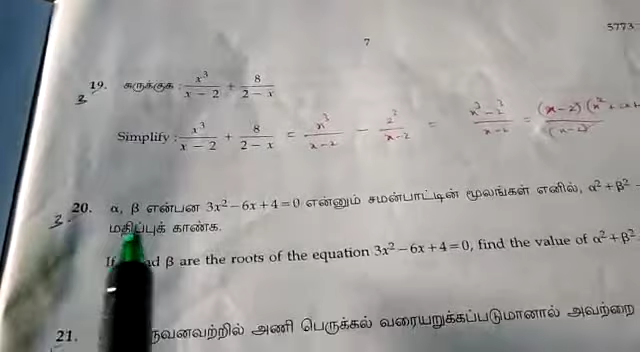 5773
7
19. சுருக்குக : x³/(x − 2) + 8/(2 − x)
3
Simplify : x³/(x − 2) + 8/(2 − x) = x³/(x-2) − 2³/(x-2) = (x³ − 2³)/(x-2) = (x-2)(x² + 2x+/(x-2)
20. α, β என்பன 3x² − 6x + 4 = 0 என்னும் சமன்பாட்டின் மூலங்கள் எனில், α² + β² -
3.
மதிப்புக் காண்க.
If nd β are the roots of the equation 3x² − 6x + 4 = 0, find the value of α² + β²
21. நவனவற்றில் அணி பெருக்கல் வரையறுக்கப்படுமானால் அவற்றை